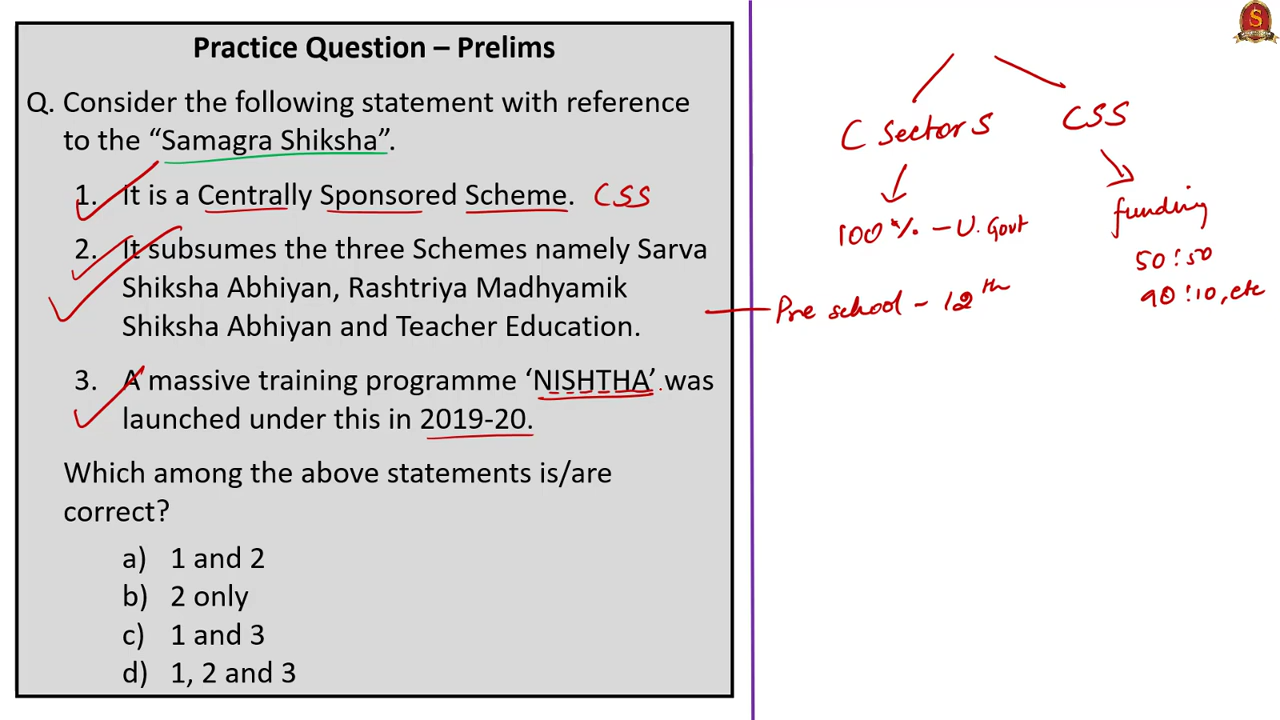 Practice Question – Prelims
Q. Consider the following statement with reference
to the “Samagra Shiksha”.
1. It is a Centrally Sponsored Scheme. CSS
2. It subsumes the three Schemes namely Sarva
Shiksha Abhiyan, Rashtriya Madhyamik
Shiksha Abhiyan and Teacher Education.
3. A massive training programme ‘NISHTHA’ was
launched under this in 2019-20.
Which among the above statements is/are
correct?
a) 1 and 2
b) 2 only
c) 1 and 3
d) 1, 2 and 3
C Sectors
CSS
100% – U. Govt
funding
50:50
90:10, etc
Pre school – 12th
S